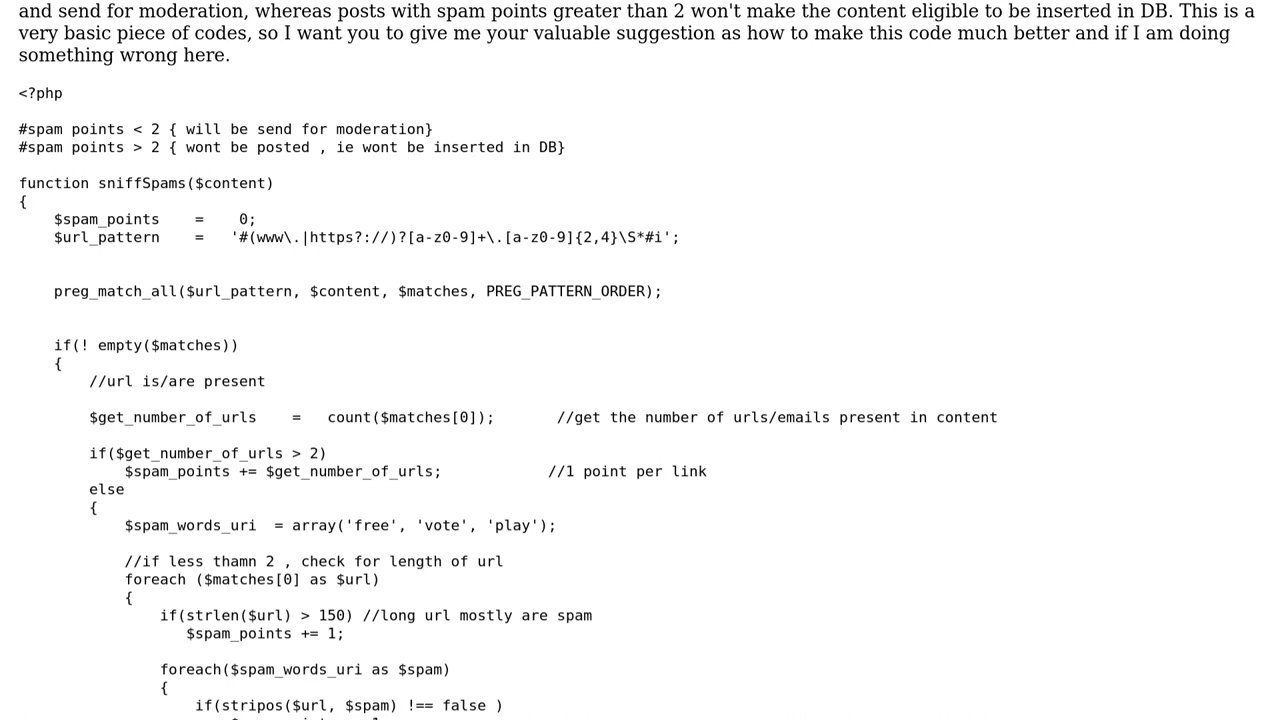 and send for moderation, whereas posts with spam points greater than 2 won't make the content eligible to be inserted in DB. This is a
very basic piece of codes, so I want you to give me your valuable suggestion as how to make this code much better and if I am doing
something wrong here.
<?php
#spam points < 2 { will be send for moderation}
#spam points > 2 { wont be posted , ie wont be inserted in DB}
function sniffSpams($content)
{
    $spam_points    =    0;
    $url_pattern    =   '#(www\.|https?://)?[a-z0-9]+\.[a-z0-9]{2,4}\S*#i';
    preg_match_all($url_pattern, $content, $matches, PREG_PATTERN_ORDER);
    if(! empty($matches))
    {
        //url is/are present
        $get_number_of_urls    =   count($matches[0]);       //get the number of urls/emails present in content
        if($get_number_of_urls > 2)
            $spam_points += $get_number_of_urls;            //1 point per link
        else
        {
            $spam_words_uri  = array('free', 'vote', 'play');
            //if less thamn 2 , check for length of url
            foreach ($matches[0] as $url)
            {
                if(strlen($url) > 150) //long url mostly are spam
                   $spam_points += 1;
                foreach($spam_words_uri as $spam)
                {
                    if(stripos($url, $spam) !== false )